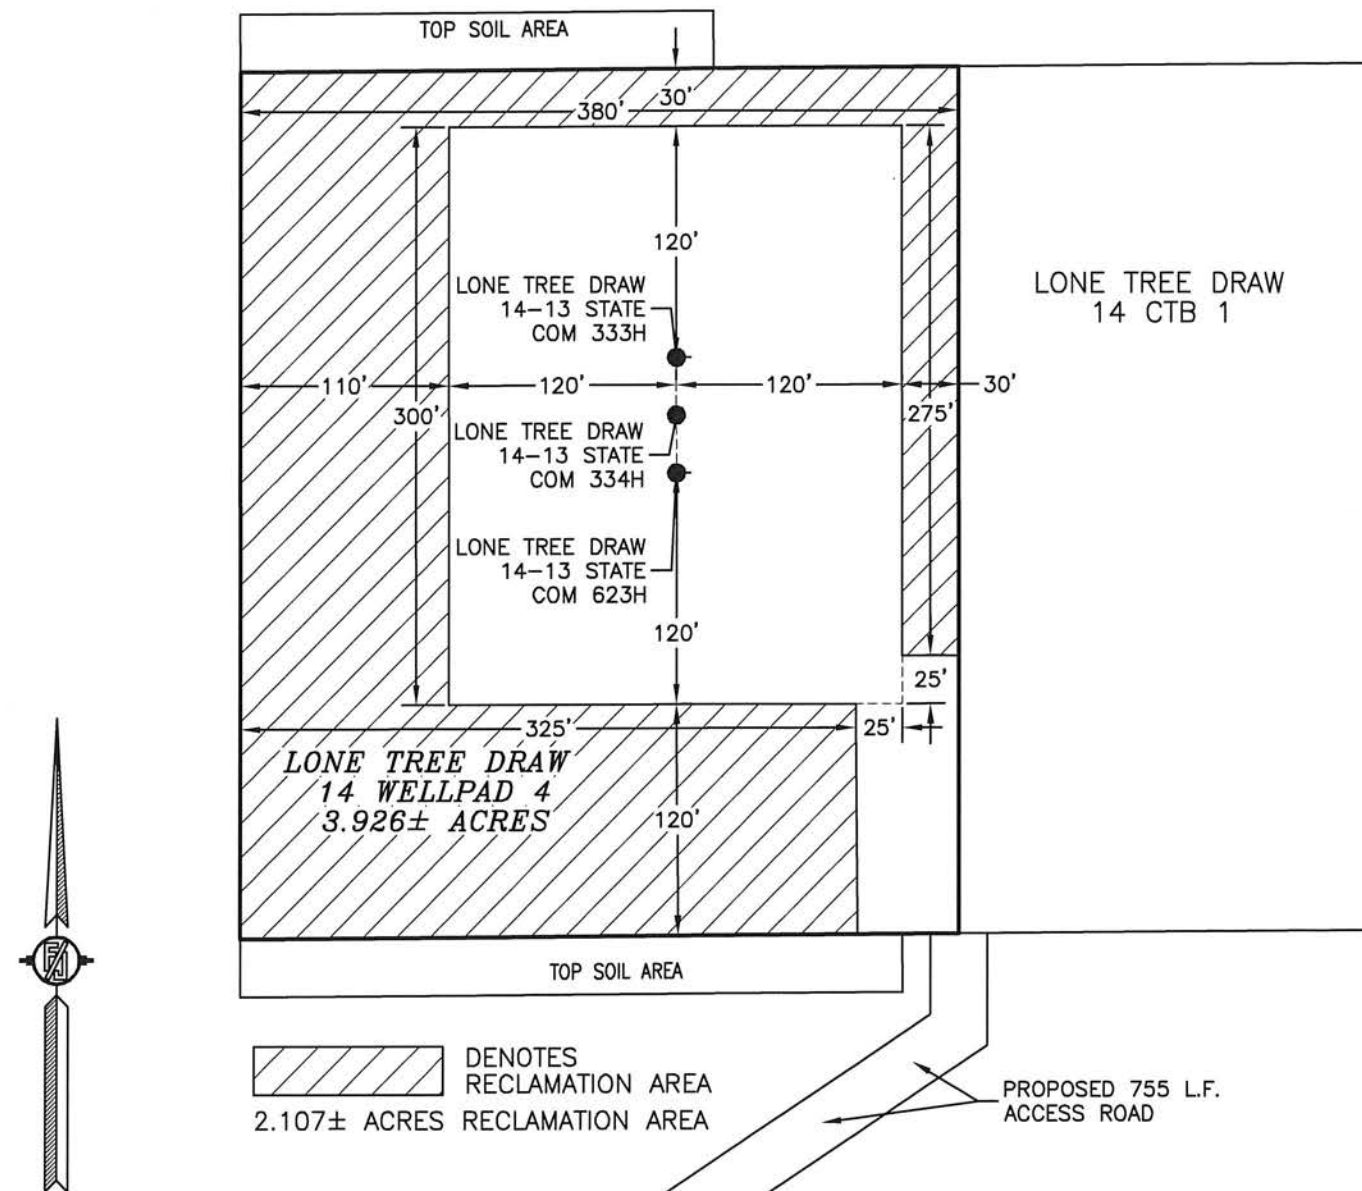 TOP SOIL AREA
30'
380'
120'
LONE TREE DRAW
14-13 STATE
COM 333H
LONE TREE DRAW
14 CTB 1
110'
120'
120'
30'
300'
275'
LONE TREE DRAW
14-13 STATE
COM 334H
LONE TREE DRAW
14-13 STATE
COM 623H
120'
25'
325'
25'
LONE TREE DRAW
14 WELLPAD 4
3.926± ACRES
120'
TOP SOIL AREA
DENOTES
RECLAMATION AREA
2.107± ACRES RECLAMATION AREA
PROPOSED 755 L.F.
ACCESS ROAD